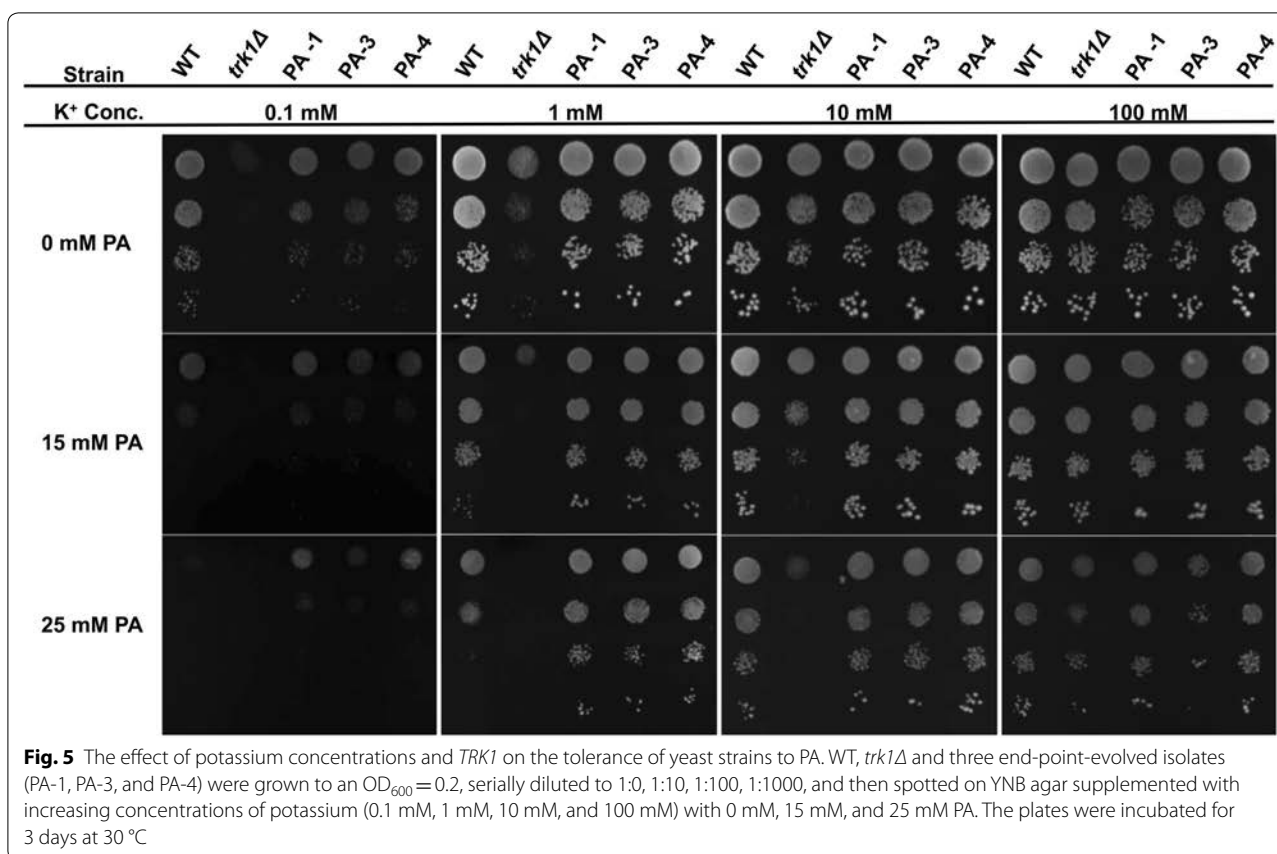 Strain WT trk1Δ PA -1 PA-3 PA-4 WT trk1Δ PA-1 PA-3 PA-4 WT trk1Δ PA-1 PA-3 PA-4 WT trk1Δ PA-1 PA-3 PA-4
K⁺ Conc. 0.1 mM 1 mM 10 mM 100 mM
0 mM PA
15 mM PA
25 mM PA
Fig. 5 The effect of potassium concentrations and TRK1 on the tolerance of yeast strains to PA. WT, trk1Δ and three end-point-evolved isolates
(PA-1, PA-3, and PA-4) were grown to an OD₆₀₀ = 0.2, serially diluted to 1:0, 1:10, 1:100, 1:1000, and then spotted on YNB agar supplemented with
increasing concentrations of potassium (0.1 mM, 1 mM, 10 mM, and 100 mM) with 0 mM, 15 mM, and 25 mM PA. The plates were incubated for
3 days at 30 °C